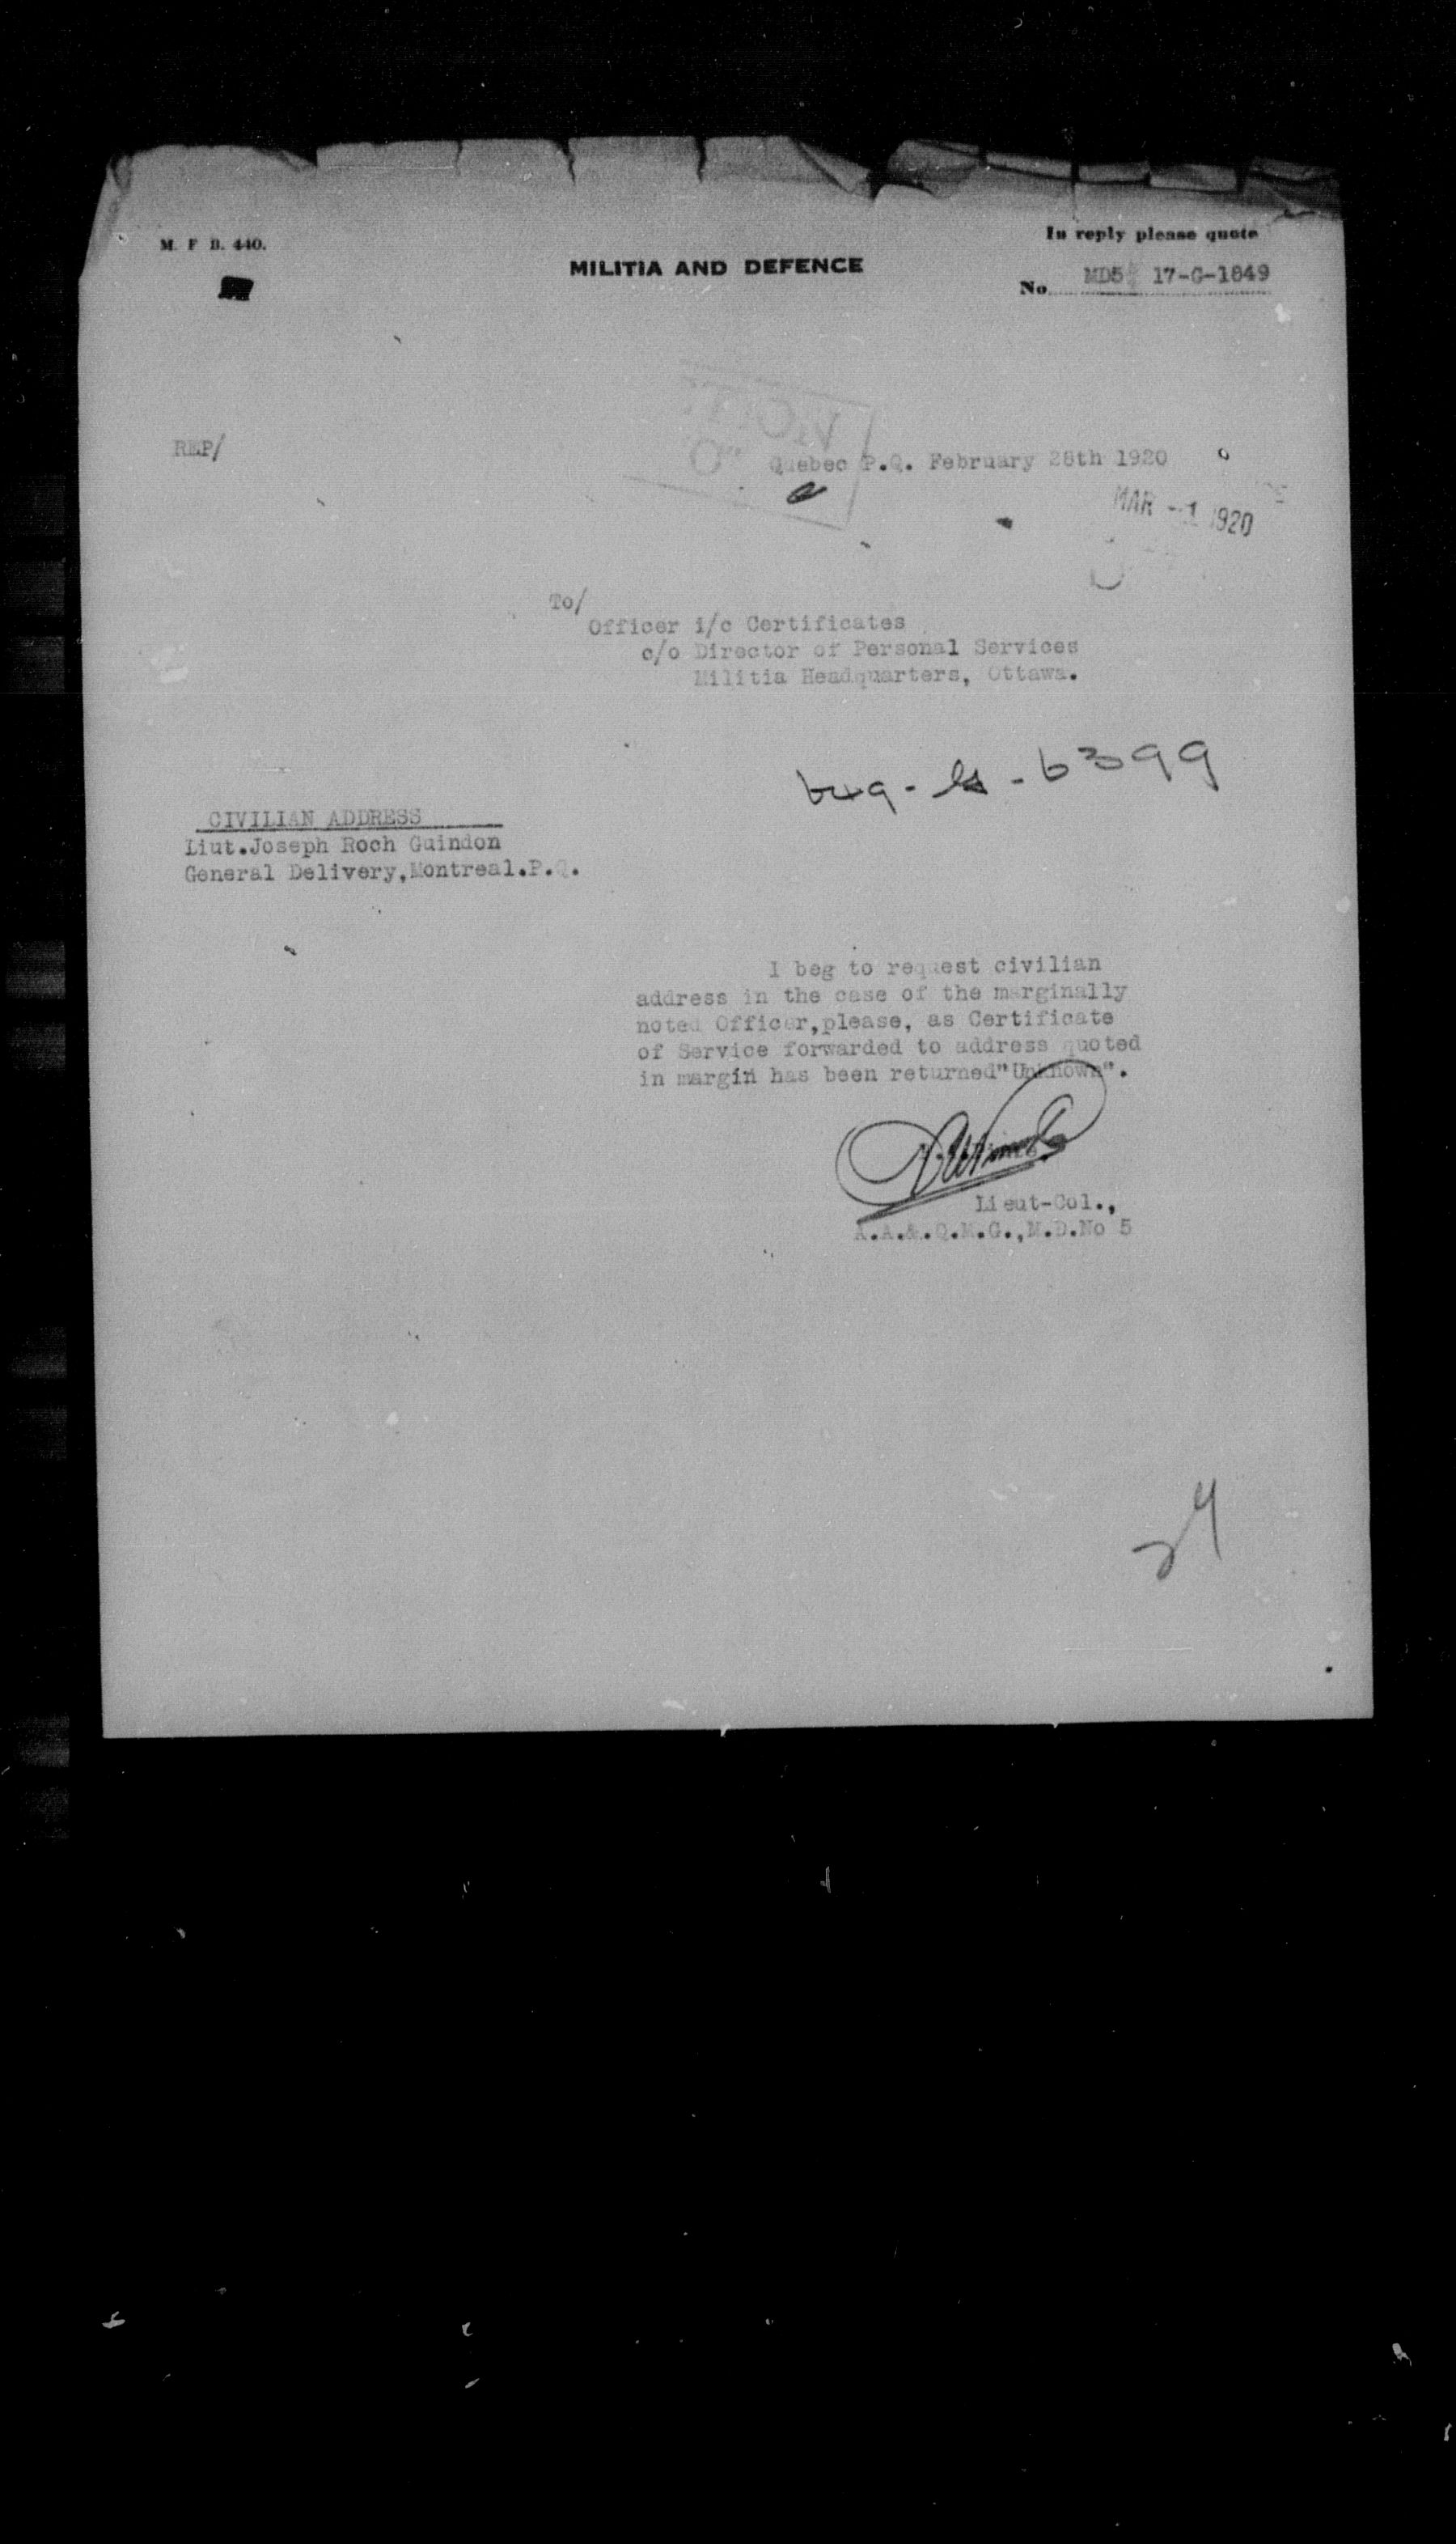 M. F B. 440.
In reply please quote
MILITIA AND DEFENCE
No MD5 17-G-1849
REP/
Quebec P.Q. February 28th 1920
MAR -1 1920
To/
Officer i/c Certificates
c/o Director of Personal Services
Militia Headquarters, Ottawa.
649-G-6399
CIVILIAN ADDRESS
Liut.Joseph Roch Guindon
General Delivery,Montreal.P.Q.
I beg to request civilian
address in the case of the marginally
noted Officer,please, as Certificate
of Service forwarded to address quoted
in margin has been returned"Unknown".
Lieut-Col.,
A.A.&.Q.M.G.,M.D.No 5
24